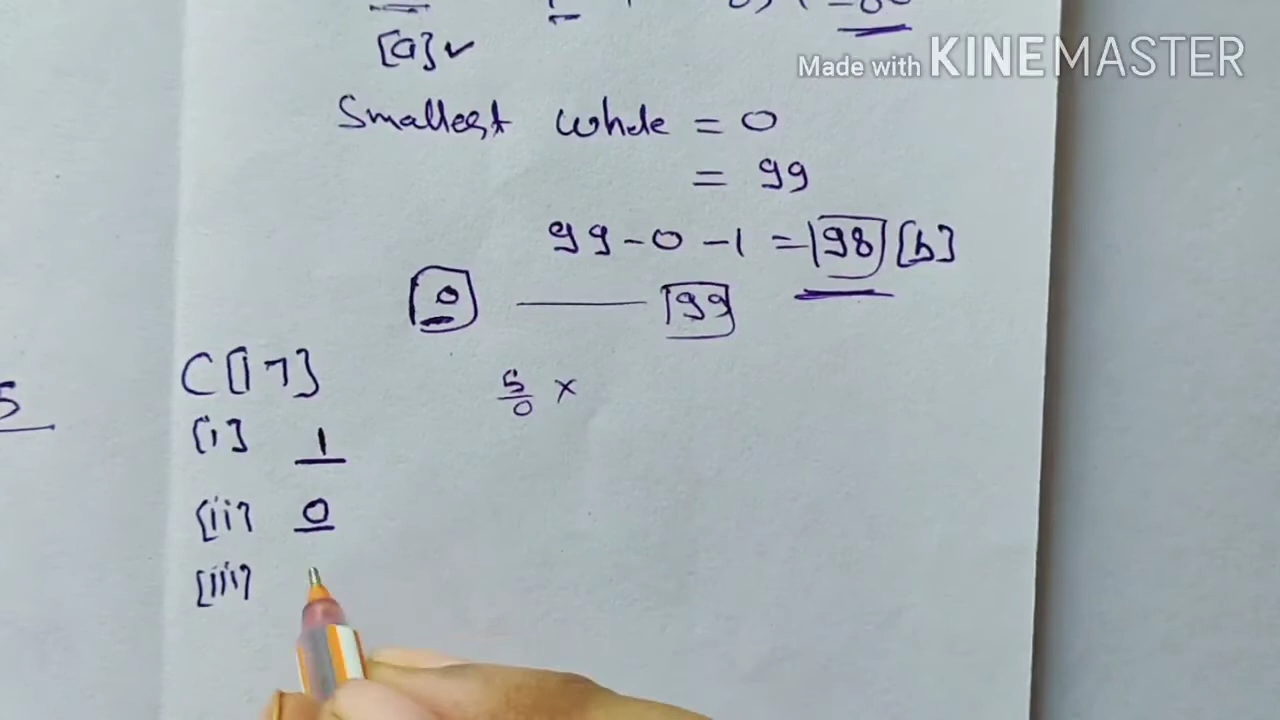 [a] ✓
Made with KINEMASTER
Smallest whole = 0
= 99
99 - 0 - 1 = 98 [b]
0 —— 99
C[17]
5/0 ×
5
[i] 1
[ii] 0
[iii]